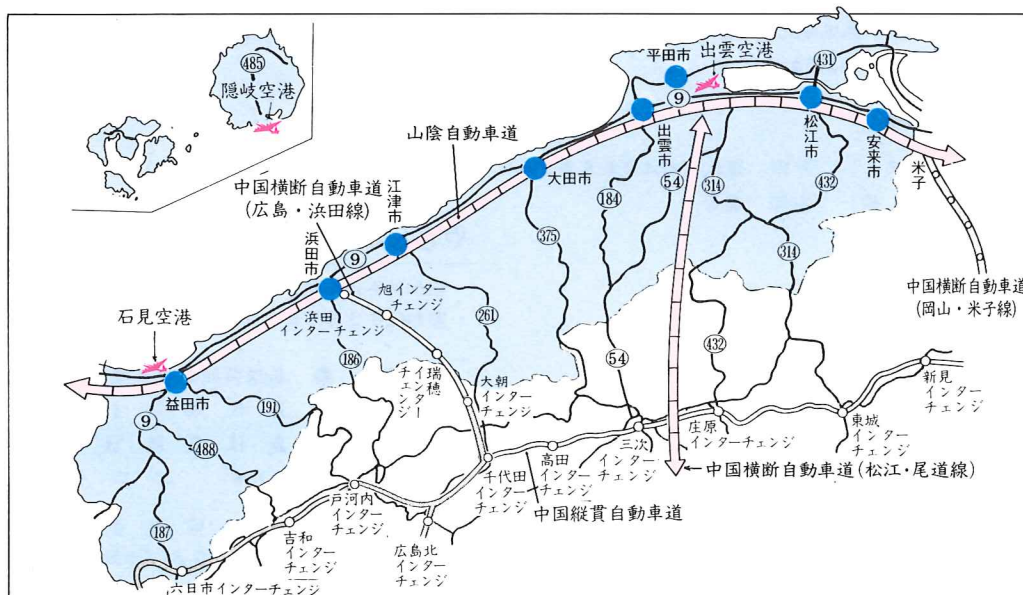 485
隠岐空港
平田市
出雲空港
431
9
出雲市
松江市
安来市
米子
山陰自動車道
大田市
54
314
432
184
375
314
中国横断自動車道
(広島・浜田線)
江津市
浜田市
9
旭インター
チェンジ
浜田
インターチェンジ
261
中国横断自動車道
(岡山・米子線)
石見空港
186
瑞穂
インター
チェンジ
大朝
インター
チェンジ
54
432
新見
インター
チェンジ
益田市
191
9
488
187
三次
インター
チェンジ
庄原
インターチェンジ
東城
インター
チェンジ
高田
インター
チェンジ
千代田
インター
チェンジ
中国横断自動車道(松江・尾道線)
中国縦貫自動車道
戸河内
インター
チェンジ
広島北
インター
チェンジ
吉和
インター
チェンジ
六日市インターチェンジ